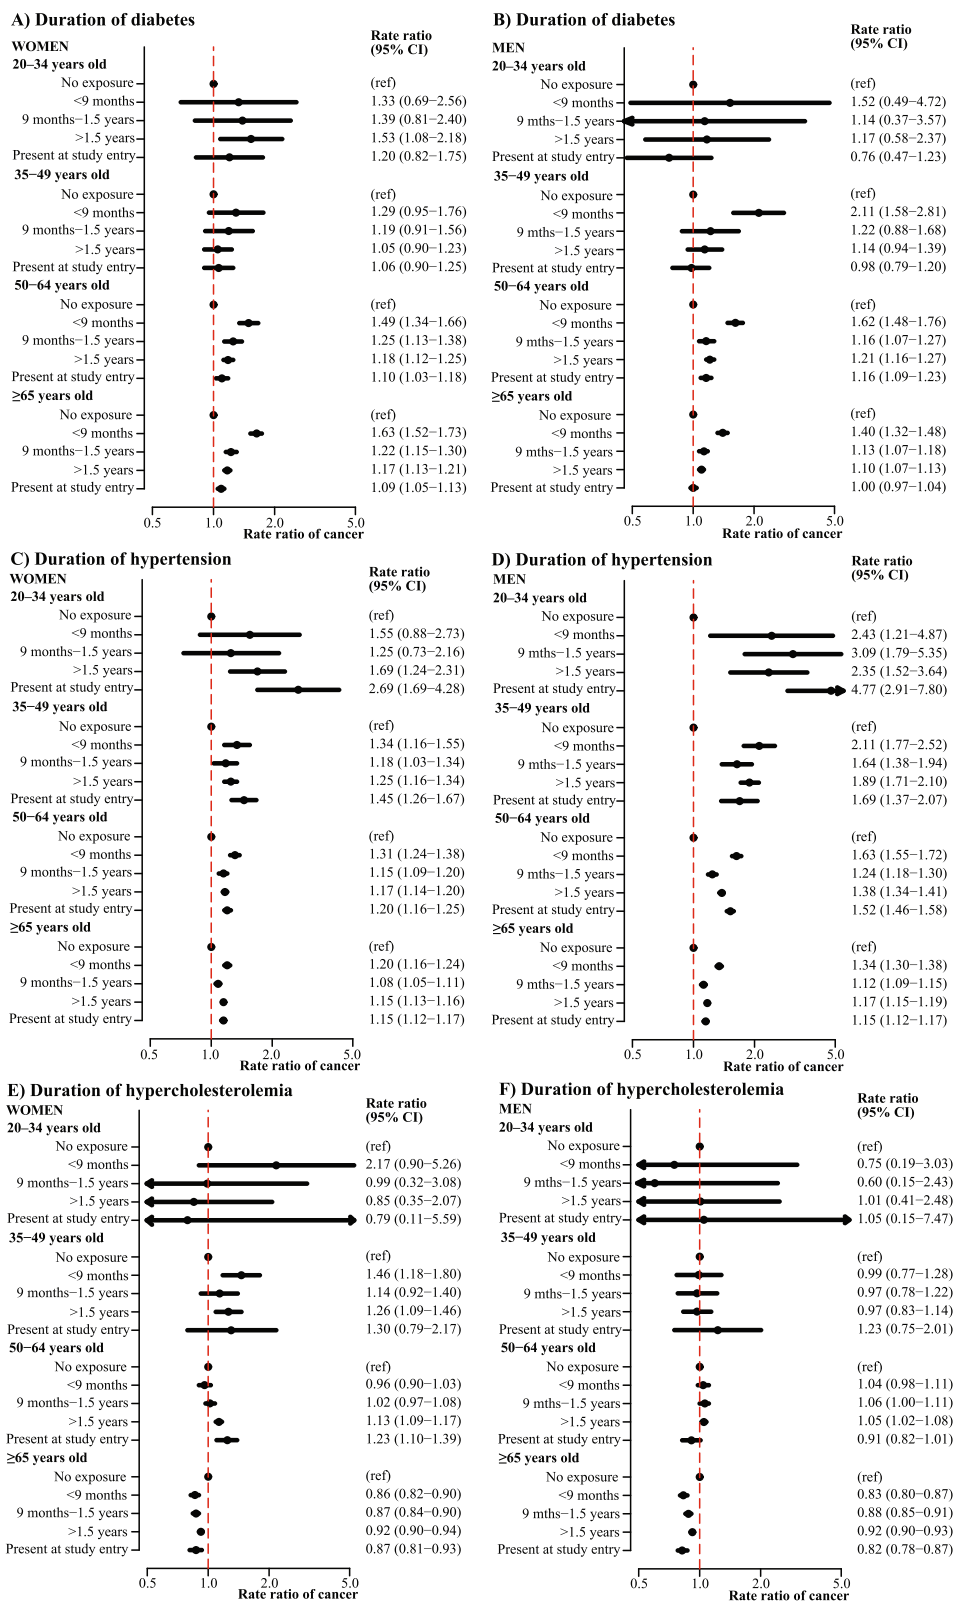 A) Duration of diabetes
WOMEN
Rate ratio
(95% CI)
20–34 years old
No exposure (ref)
<9 months 1.33 (0.69−2.56)
9 months−1.5 years 1.39 (0.81−2.40)
>1.5 years 1.53 (1.08−2.18)
Present at study entry 1.20 (0.82−1.75)
35−49 years old
No exposure (ref)
<9 months 1.29 (0.95−1.76)
9 months−1.5 years 1.19 (0.91−1.56)
>1.5 years 1.05 (0.90−1.23)
Present at study entry 1.06 (0.90−1.25)
50−64 years old
No exposure (ref)
<9 months 1.49 (1.34−1.66)
9 months−1.5 years 1.25 (1.13−1.38)
>1.5 years 1.18 (1.12−1.25)
Present at study entry 1.10 (1.03−1.18)
≥65 years old
No exposure (ref)
<9 months 1.63 (1.52−1.73)
9 months−1.5 years 1.22 (1.15−1.30)
>1.5 years 1.17 (1.13−1.21)
Present at study entry 1.09 (1.05−1.13)
0.5 1.0 2.0 5.0
Rate ratio of cancer
B) Duration of diabetes
MEN
Rate ratio
(95% CI)
20−34 years old
No exposure (ref)
<9 months 1.52 (0.49−4.72)
9 mths−1.5 years 1.14 (0.37−3.57)
>1.5 years 1.17 (0.58−2.37)
Present at study entry 0.76 (0.47−1.23)
35−49 years old
No exposure (ref)
<9 months 2.11 (1.58−2.81)
9 mths−1.5 years 1.22 (0.88−1.68)
>1.5 years 1.14 (0.94−1.39)
Present at study entry 0.98 (0.79−1.20)
50−64 years old
No exposure (ref)
<9 months 1.62 (1.48−1.76)
9 mths−1.5 years 1.16 (1.07−1.27)
>1.5 years 1.21 (1.16−1.27)
Present at study entry 1.16 (1.09−1.23)
≥65 years old
No exposure (ref)
<9 months 1.40 (1.32−1.48)
9 mths−1.5 years 1.13 (1.07−1.18)
>1.5 years 1.10 (1.07−1.13)
Present at study entry 1.00 (0.97−1.04)
0.5 1.0 2.0 5.0
Rate ratio of cancer
C) Duration of hypertension
WOMEN
Rate ratio
(95% CI)
20–34 years old
No exposure (ref)
<9 months 1.55 (0.88−2.73)
9 months−1.5 years 1.25 (0.73−2.16)
>1.5 years 1.69 (1.24−2.31)
Present at study entry 2.69 (1.69−4.28)
35−49 years old
No exposure (ref)
<9 months 1.34 (1.16−1.55)
9 months−1.5 years 1.18 (1.03−1.34)
>1.5 years 1.25 (1.16−1.34)
Present at study entry 1.45 (1.26−1.67)
50−64 years old
No exposure (ref)
<9 months 1.31 (1.24−1.38)
9 months−1.5 years 1.15 (1.09−1.20)
>1.5 years 1.17 (1.14−1.20)
Present at study entry 1.20 (1.16−1.25)
≥65 years old
No exposure (ref)
<9 months 1.20 (1.16−1.24)
9 months−1.5 years 1.08 (1.05−1.11)
>1.5 years 1.15 (1.13−1.16)
Present at study entry 1.15 (1.12−1.17)
0.5 1.0 2.0 5.0
Rate ratio of cancer
D) Duration of hypertension
MEN
Rate ratio
(95% CI)
20–34 years old
No exposure (ref)
<9 months 2.43 (1.21−4.87)
9 mths−1.5 years 3.09 (1.79−5.35)
>1.5 years 2.35 (1.52−3.64)
Present at study entry 4.77 (2.91−7.80)
35−49 years old
No exposure (ref)
<9 months 2.11 (1.77−2.52)
9 mths−1.5 years 1.64 (1.38−1.94)
>1.5 years 1.89 (1.71−2.10)
Present at study entry 1.69 (1.37−2.07)
50−64 years old
No exposure (ref)
<9 months 1.63 (1.55−1.72)
9 mths−1.5 years 1.24 (1.18−1.30)
>1.5 years 1.38 (1.34−1.41)
Present at study entry 1.52 (1.46−1.58)
≥65 years old
No exposure (ref)
<9 months 1.34 (1.30−1.38)
9 mths−1.5 years 1.12 (1.09−1.15)
>1.5 years 1.17 (1.15−1.19)
Present at study entry 1.15 (1.12−1.17)
0.5 1.0 2.0 5.0
Rate ratio of cancer
E) Duration of hypercholesterolemia
WOMEN
Rate ratio
(95% CI)
20–34 years old
No exposure (ref)
<9 months 2.17 (0.90−5.26)
9 months−1.5 years 0.99 (0.32−3.08)
>1.5 years 0.85 (0.35−2.07)
Present at study entry 0.79 (0.11−5.59)
35−49 years old
No exposure (ref)
<9 months 1.46 (1.18−1.80)
9 months−1.5 years 1.14 (0.92−1.40)
>1.5 years 1.26 (1.09−1.46)
Present at study entry 1.30 (0.79−2.17)
50−64 years old
No exposure (ref)
<9 months 0.96 (0.90−1.03)
9 months−1.5 years 1.02 (0.97−1.08)
>1.5 years 1.13 (1.09−1.17)
Present at study entry 1.23 (1.10−1.39)
≥65 years old
No exposure (ref)
<9 months 0.86 (0.82−0.90)
9 months−1.5 years 0.87 (0.84−0.90)
>1.5 years 0.92 (0.90−0.94)
Present at study entry 0.87 (0.81−0.93)
0.5 1.0 2.0 5.0
Rate ratio of cancer
F) Duration of hypercholesterolemia
MEN
Rate ratio
(95% CI)
20−34 years old
No exposure (ref)
<9 months 0.75 (0.19−3.03)
9 mths−1.5 years 0.60 (0.15−2.43)
>1.5 years 1.01 (0.41−2.48)
Present at study entry 1.05 (0.15−7.47)
35−49 years old
No exposure (ref)
<9 months 0.99 (0.77−1.28)
9 mths−1.5 years 0.97 (0.78−1.22)
>1.5 years 0.97 (0.83−1.14)
Present at study entry 1.23 (0.75−2.01)
50−64 years old
No exposure (ref)
<9 months 1.04 (0.98−1.11)
9 mths−1.5 years 1.06 (1.00−1.11)
>1.5 years 1.05 (1.02−1.08)
Present at study entry 0.91 (0.82−1.01)
≥65 years old
No exposure (ref)
<9 months 0.83 (0.80−0.87)
9 mths−1.5 years 0.88 (0.85−0.91)
>1.5 years 0.92 (0.90−0.93)
Present at study entry 0.82 (0.78−0.87)
0.5 1.0 2.0 5.0
Rate ratio of cancer